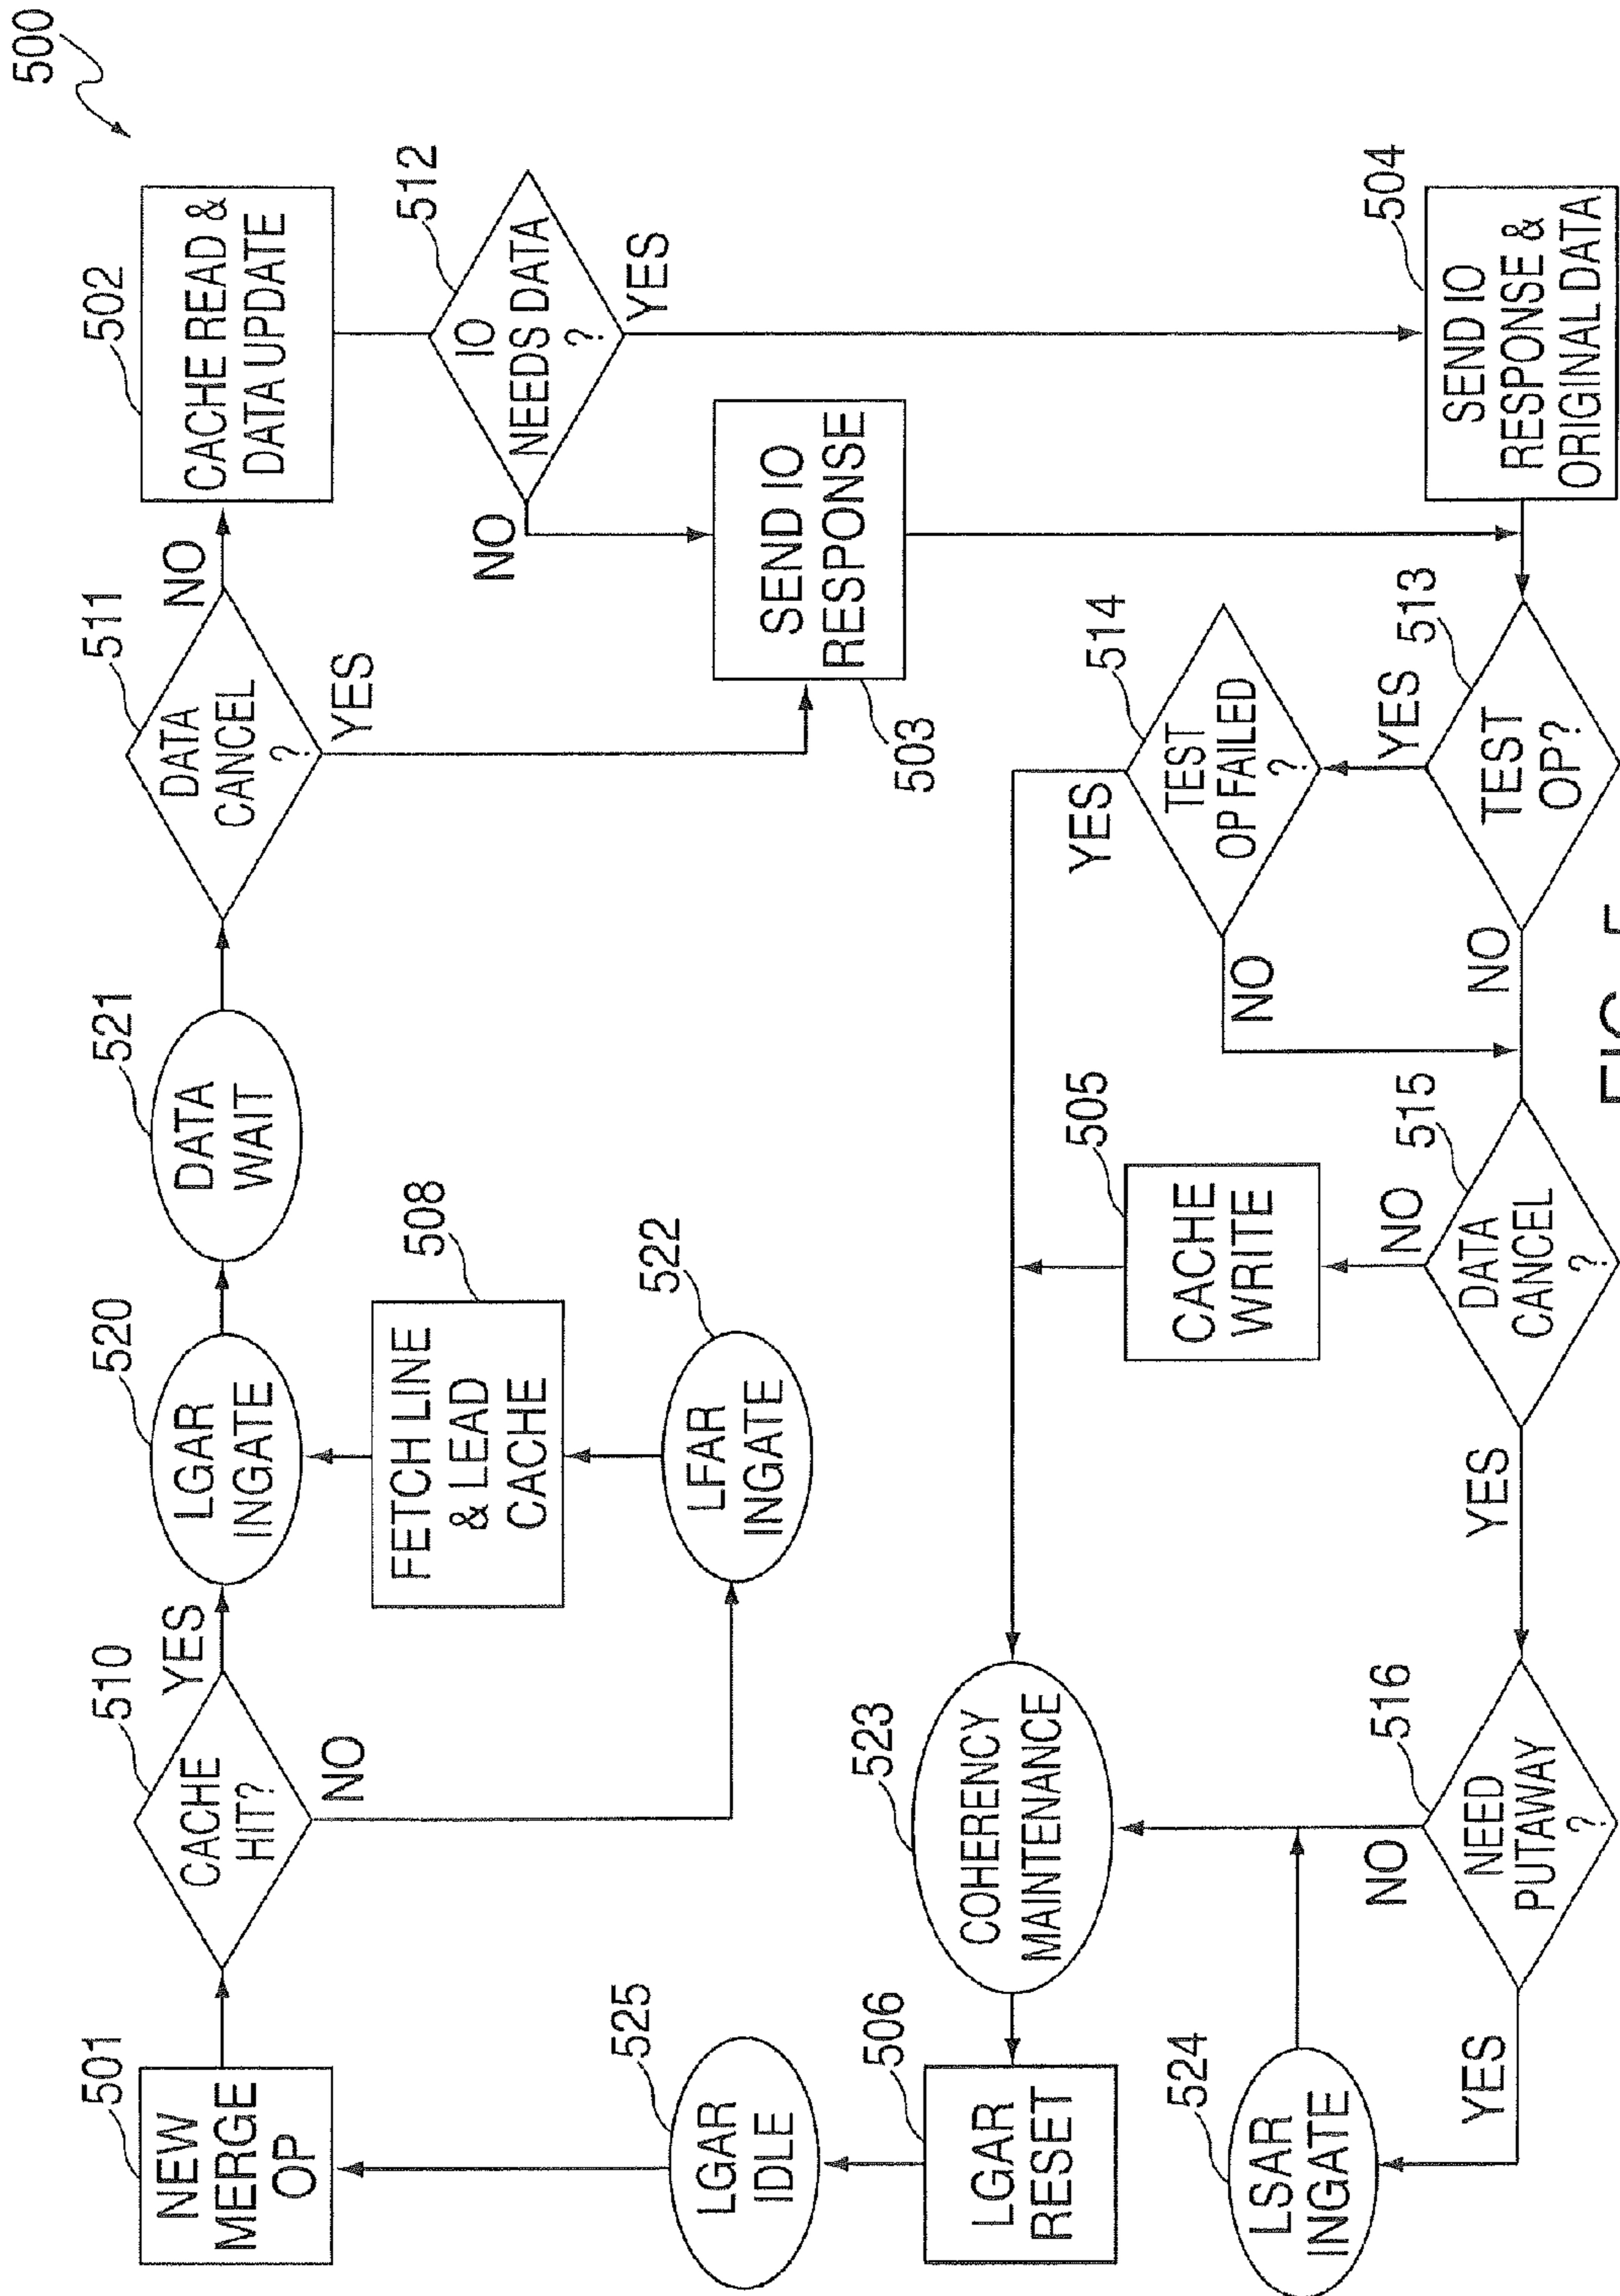 500
501
NEW
MERGE
OP
510
CACHE
HIT?
YES
NO
520
LGAR
INGATE
521
DATA
WAIT
511
DATA
CANCEL
?
NO
YES
502
CACHE READ &
DATA UPDATE
512
IO
NEEDS DATA
?
YES
NO
508
FETCH LINE
& LEAD
CACHE
522
LFAR
INGATE
SEND IO
RESPONSE
503
525
LGAR
IDLE
506
LGAR
RESET
523
COHERENCY
MAINTENANCE
505
CACHE
WRITE
514
TEST
OP FAILED
?
YES
NO
504
SEND IO
RESPONSE &
ORIGINAL DATA
513
TEST
OP?
YES
NO
515
DATA
CANCEL
?
NO
YES
516
NEED
PUTAWAY
?
NO
YES
524
LSAR
INGATE